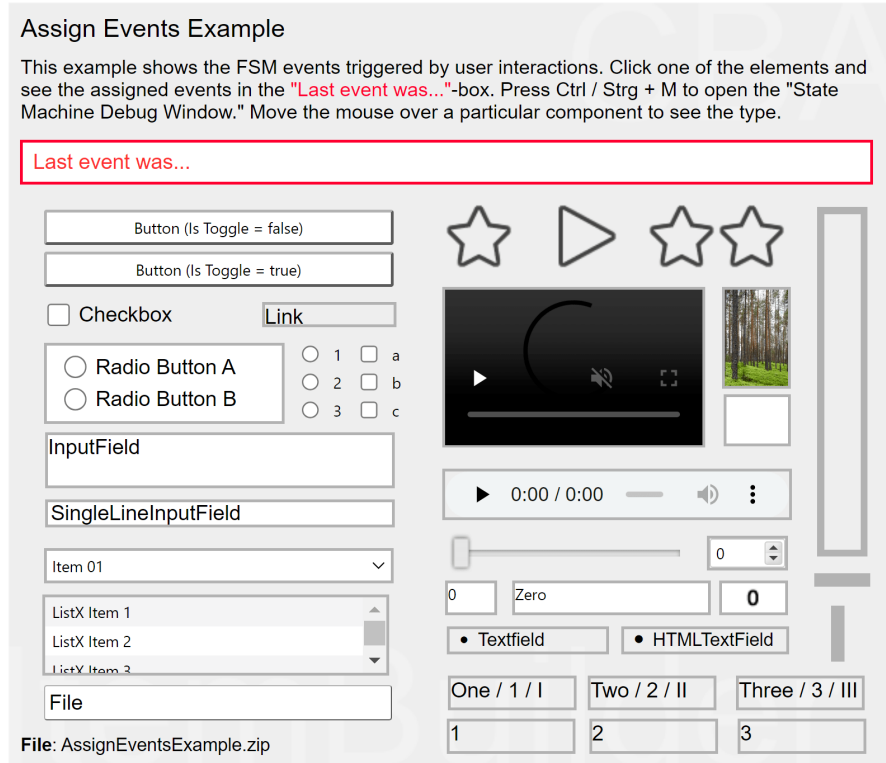 Assign Events Example
This example shows the FSM events triggered by user interactions. Click one of the elements and
see the assigned events in the "Last event was..."-box. Press Ctrl / Strg + M to open the "State
Machine Debug Window." Move the mouse over a particular component to see the type.
Last event was...
Button (Is Toggle = false)
Button (Is Toggle = true)
Checkbox
Link
Radio Button A
Radio Button B
1 a
2 b
3 c
InputField
SingleLineInputField
Item 01
ListX Item 1
ListX Item 2
ListX Item 3
File
File: AssignEventsExample.zip
0:00 / 0:00
0
0
Zero
0
• Textfield
• HTMLTextField
One / 1 / I
Two / 2 / II
Three / 3 / III
1
2
3